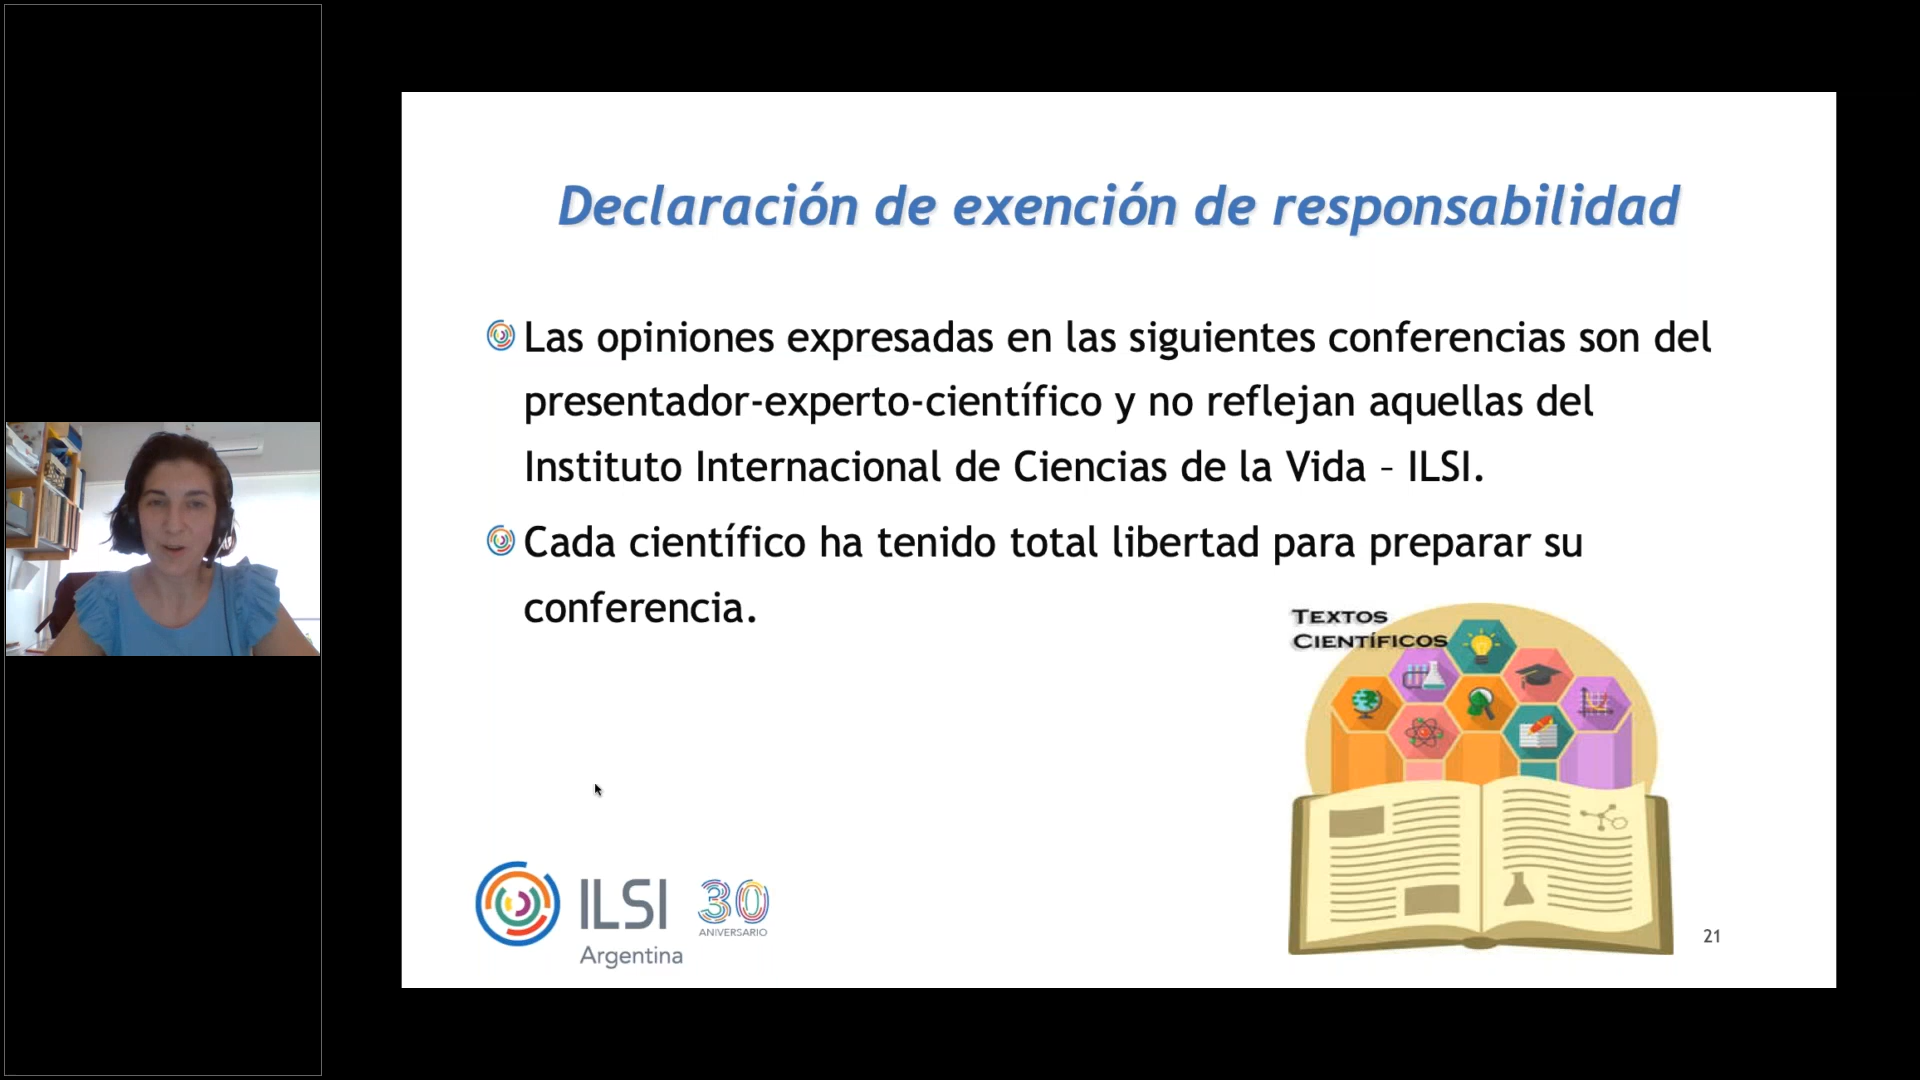 Declaración de exención de responsabilidad
Las opiniones expresadas en las siguientes conferencias son del
presentador-experto-científico y no reflejan aquellas del
Instituto Internacional de Ciencias de la Vida – ILSI.
Cada científico ha tenido total libertad para preparar su
conferencia.
TEXTOS
CIENTÍFICOS
ILSI
Argentina
30
ANIVERSARIO
21